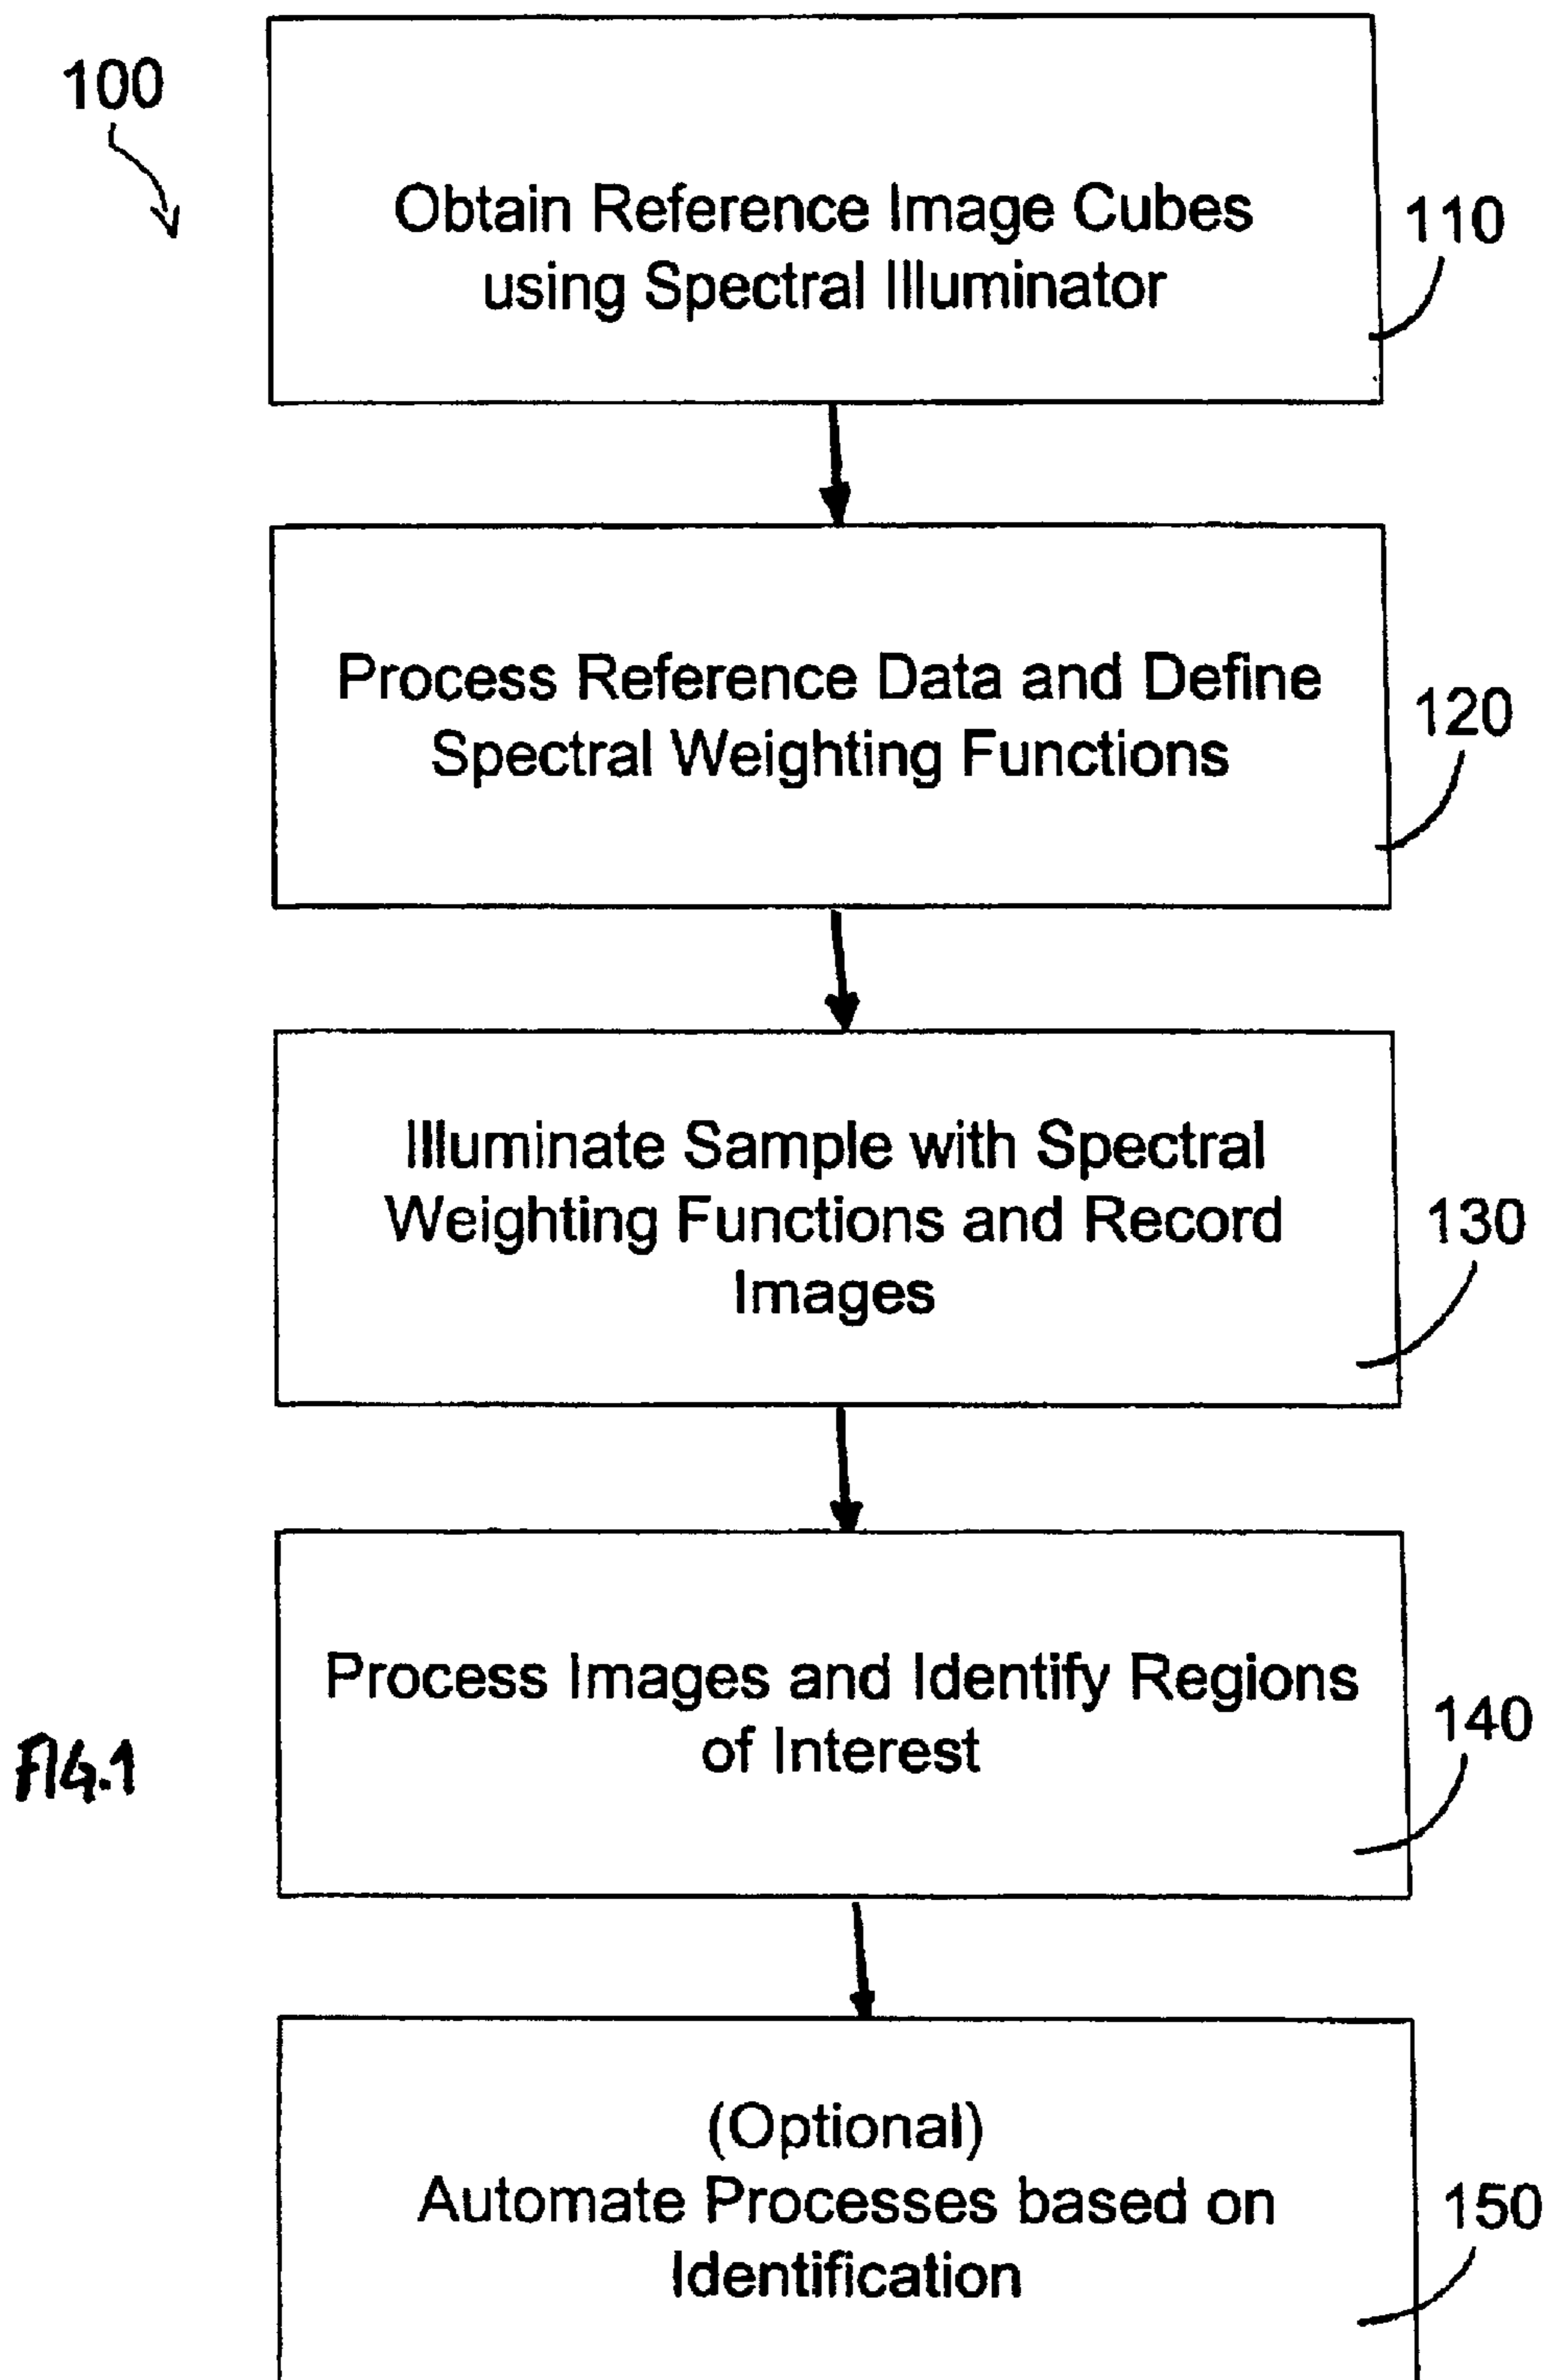 100
Obtain Reference Image Cubes
using Spectral Illuminator
110
Process Reference Data and Define
Spectral Weighting Functions
120
Illuminate Sample with Spectral
Weighting Functions and Record
Images
130
Process Images and Identify Regions
of Interest
140
FIG.1
(Optional)
Automate Processes based on
Identification
150